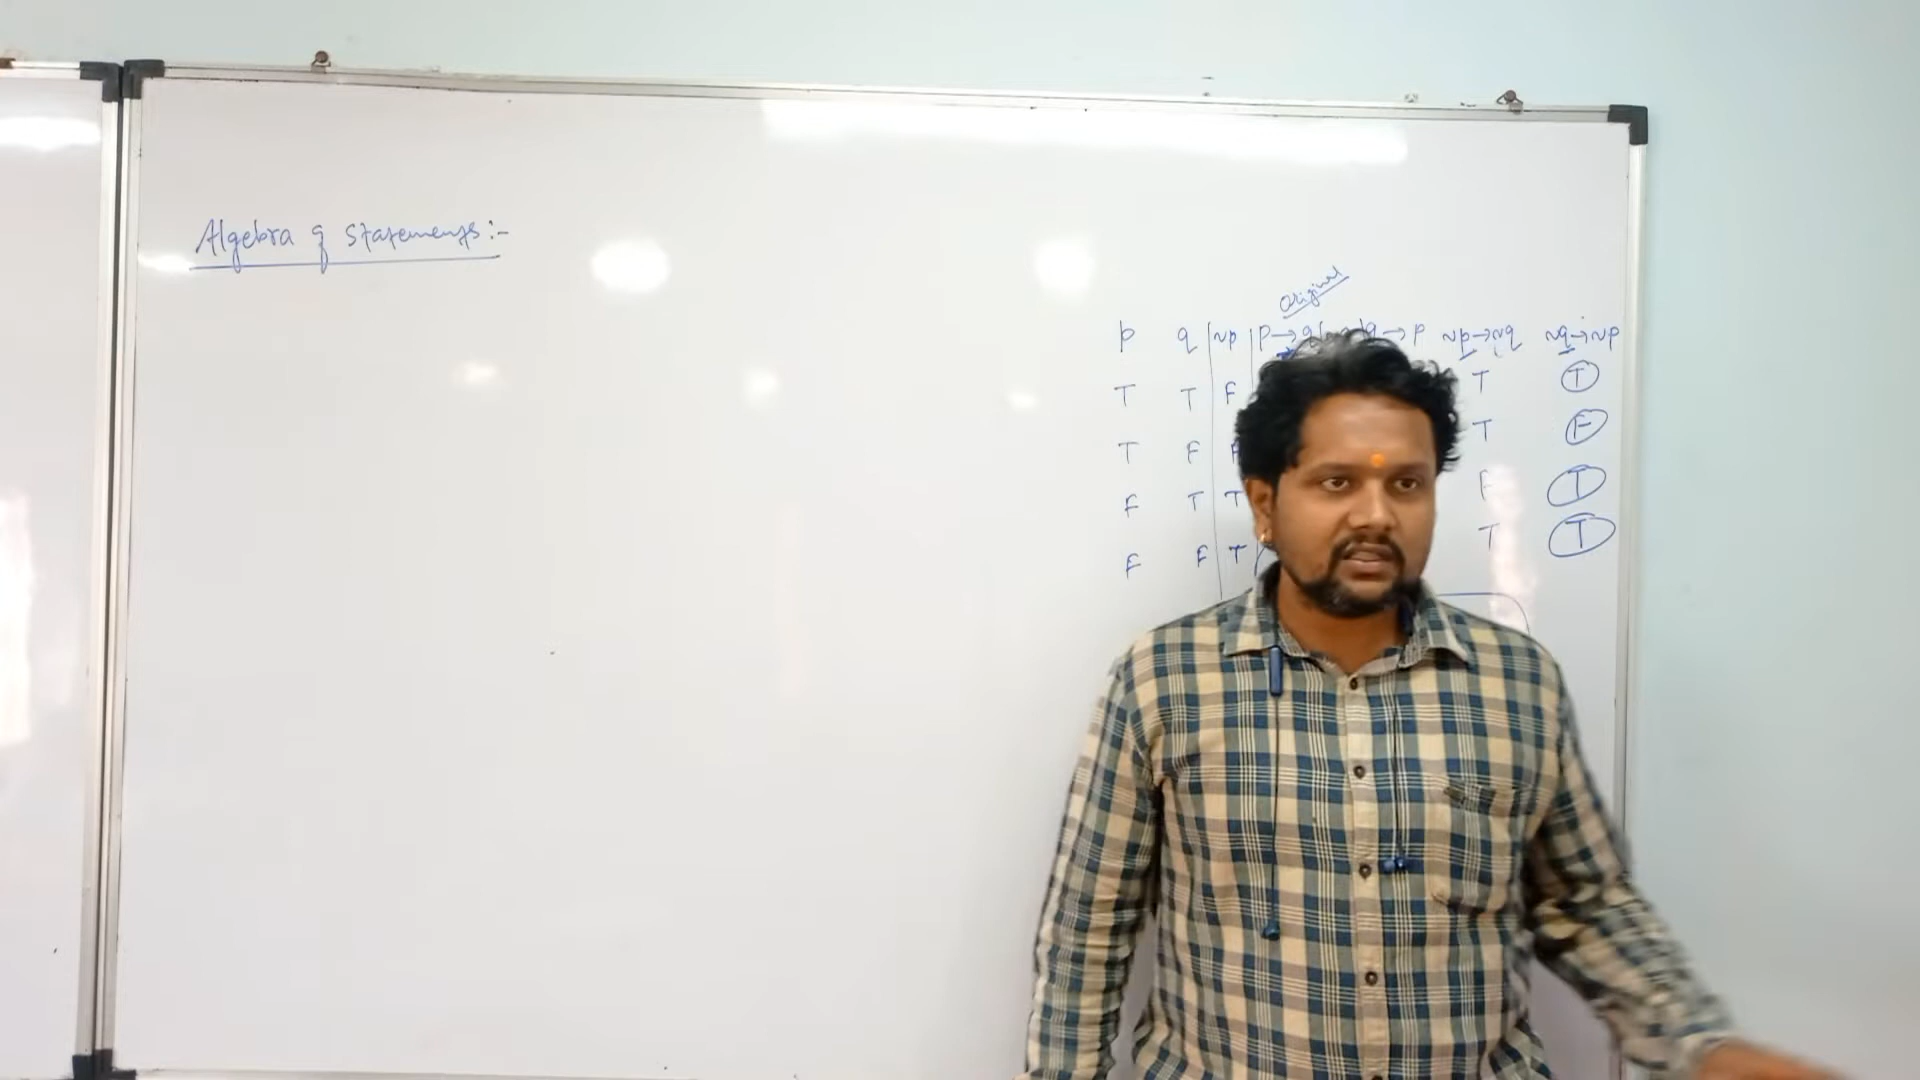 Algebra of statements:-
Original
p q ~p p→q q→p ~p→~q ~q→~p
T T F T T
T F F T F
F T T F T
F F T T T